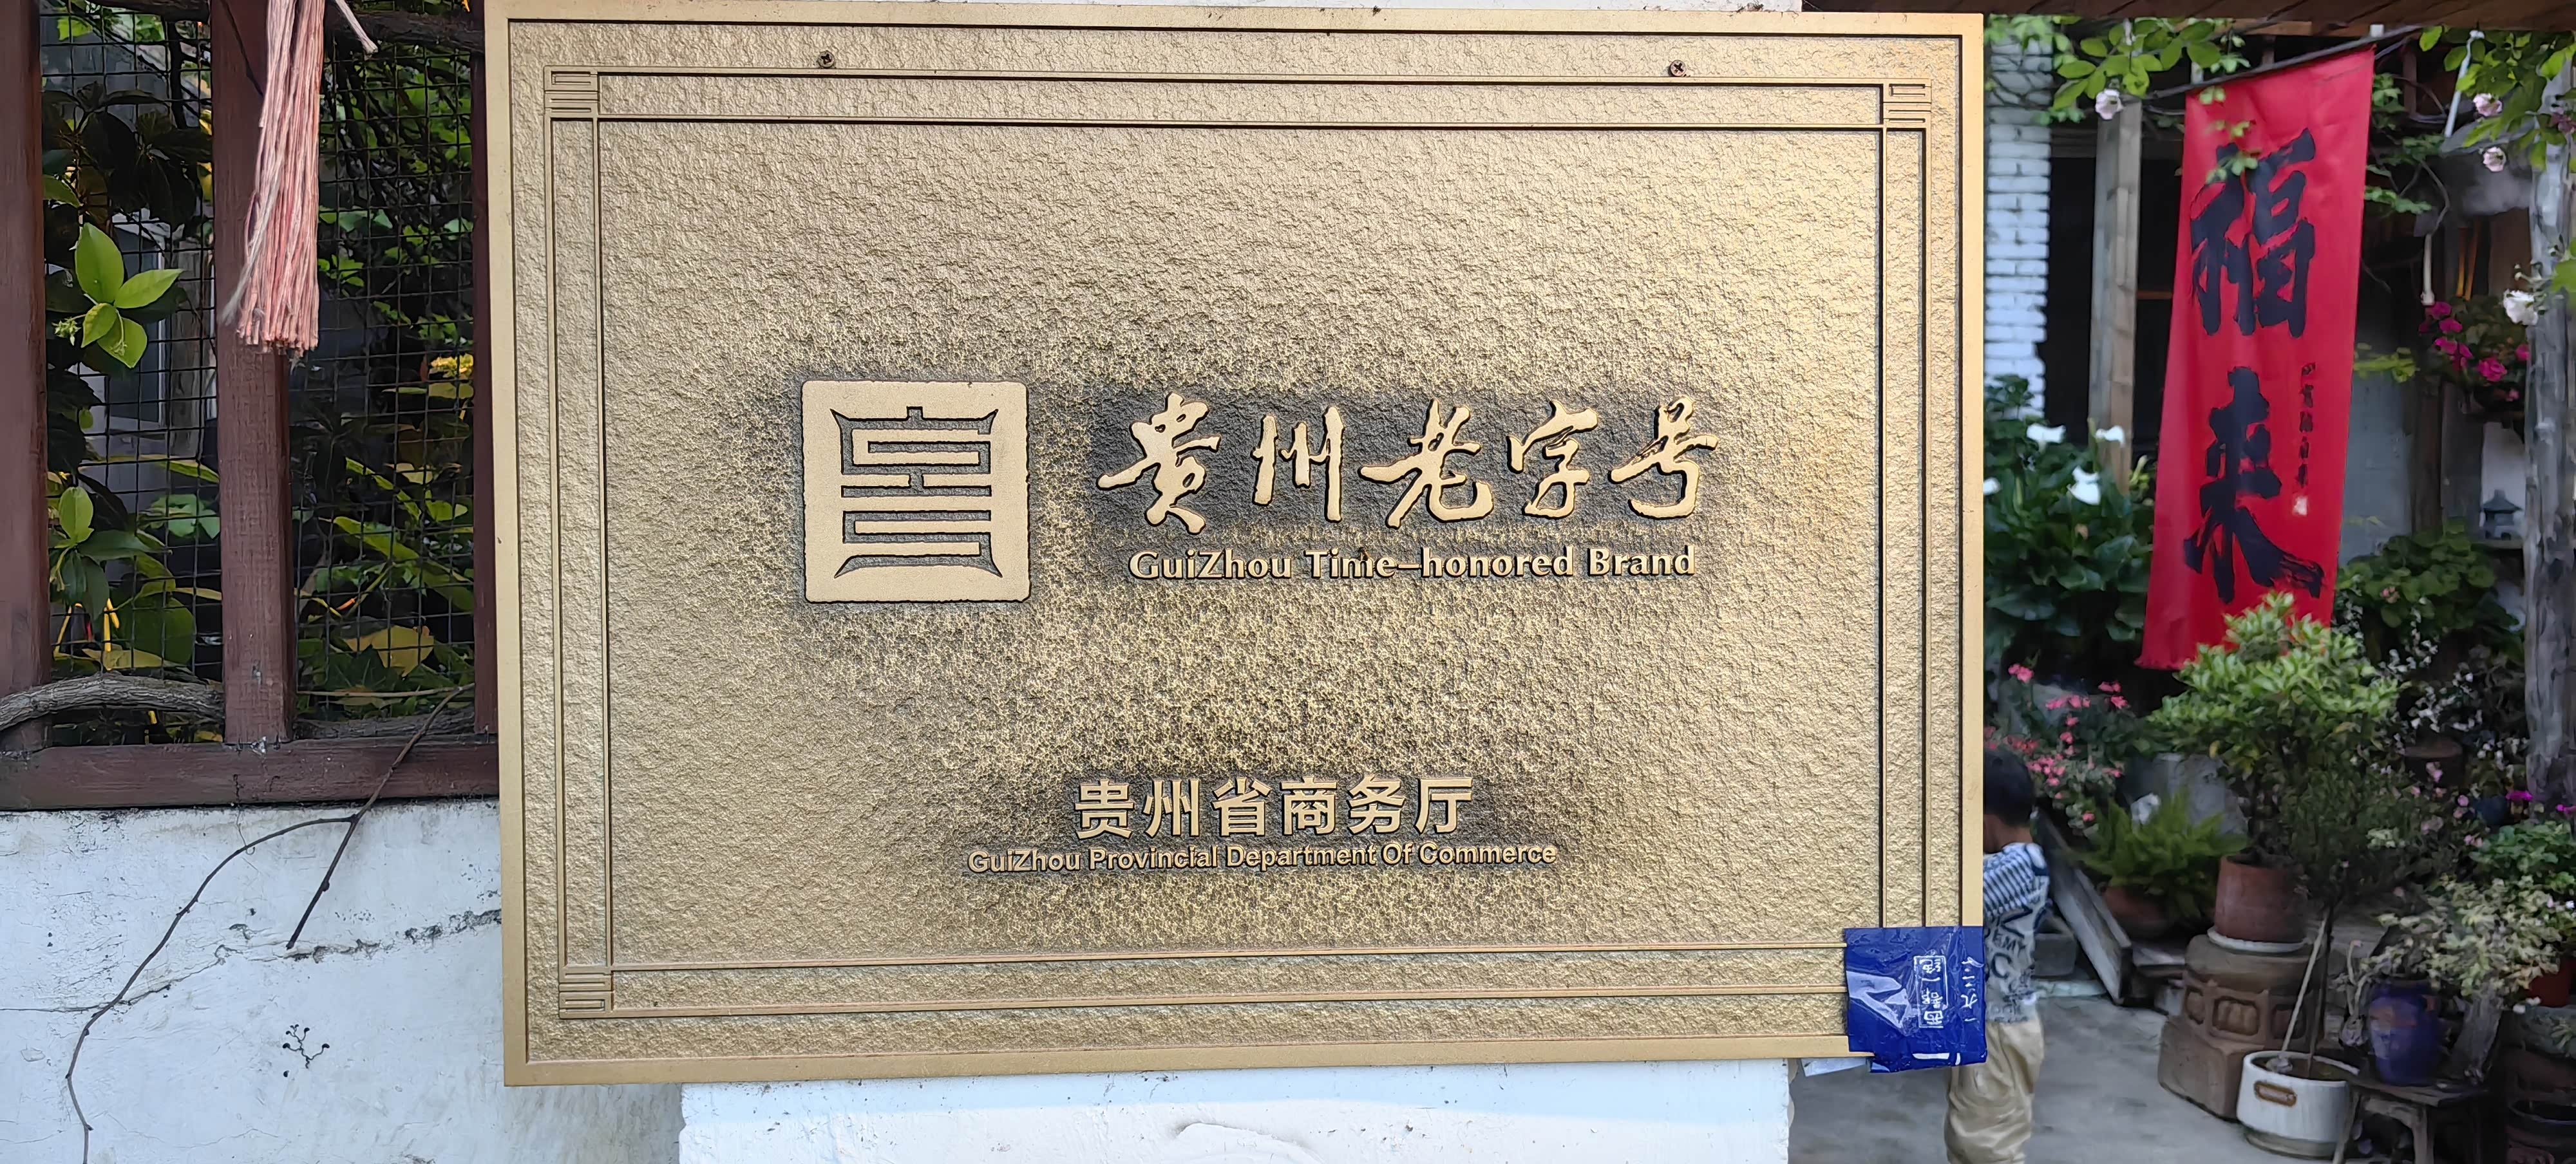 贵州老字号
GuiZhou Time-honored Brand
贵州省商务厅
GuiZhou Provincial Department Of Commerce
福来